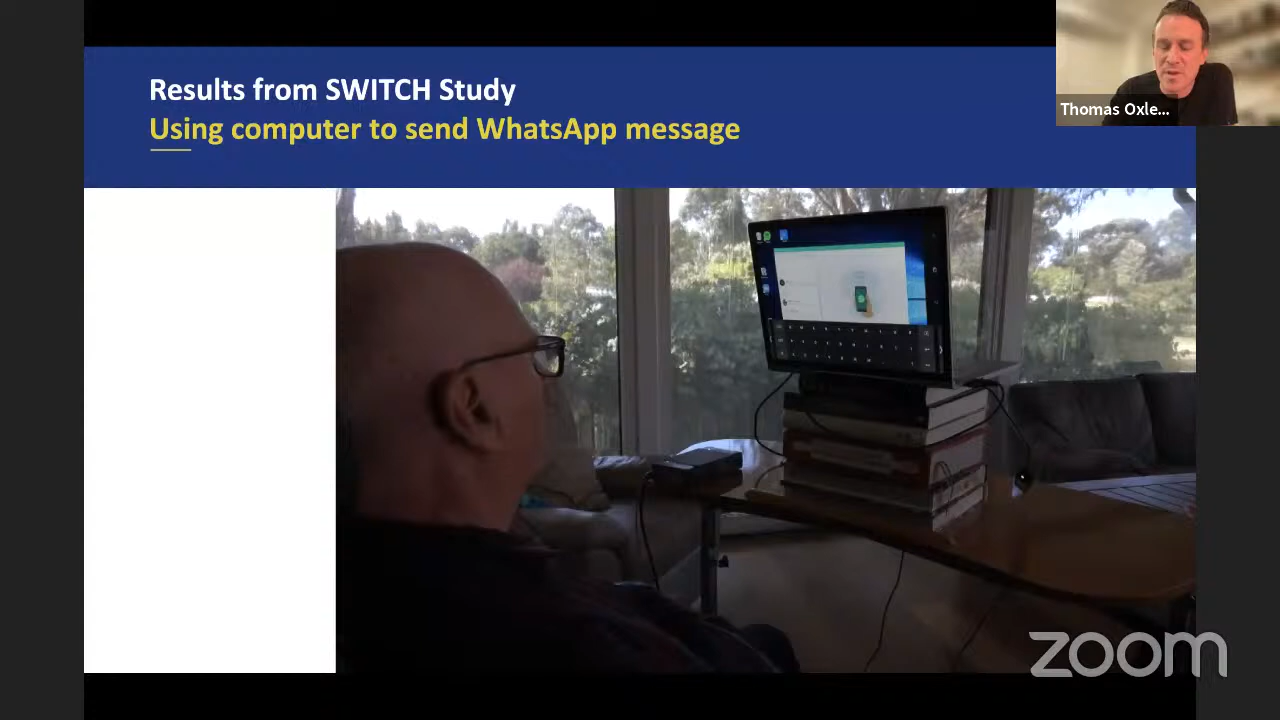 Results from SWITCH Study
Using computer to send WhatsApp message
Thomas Oxle...
zoom